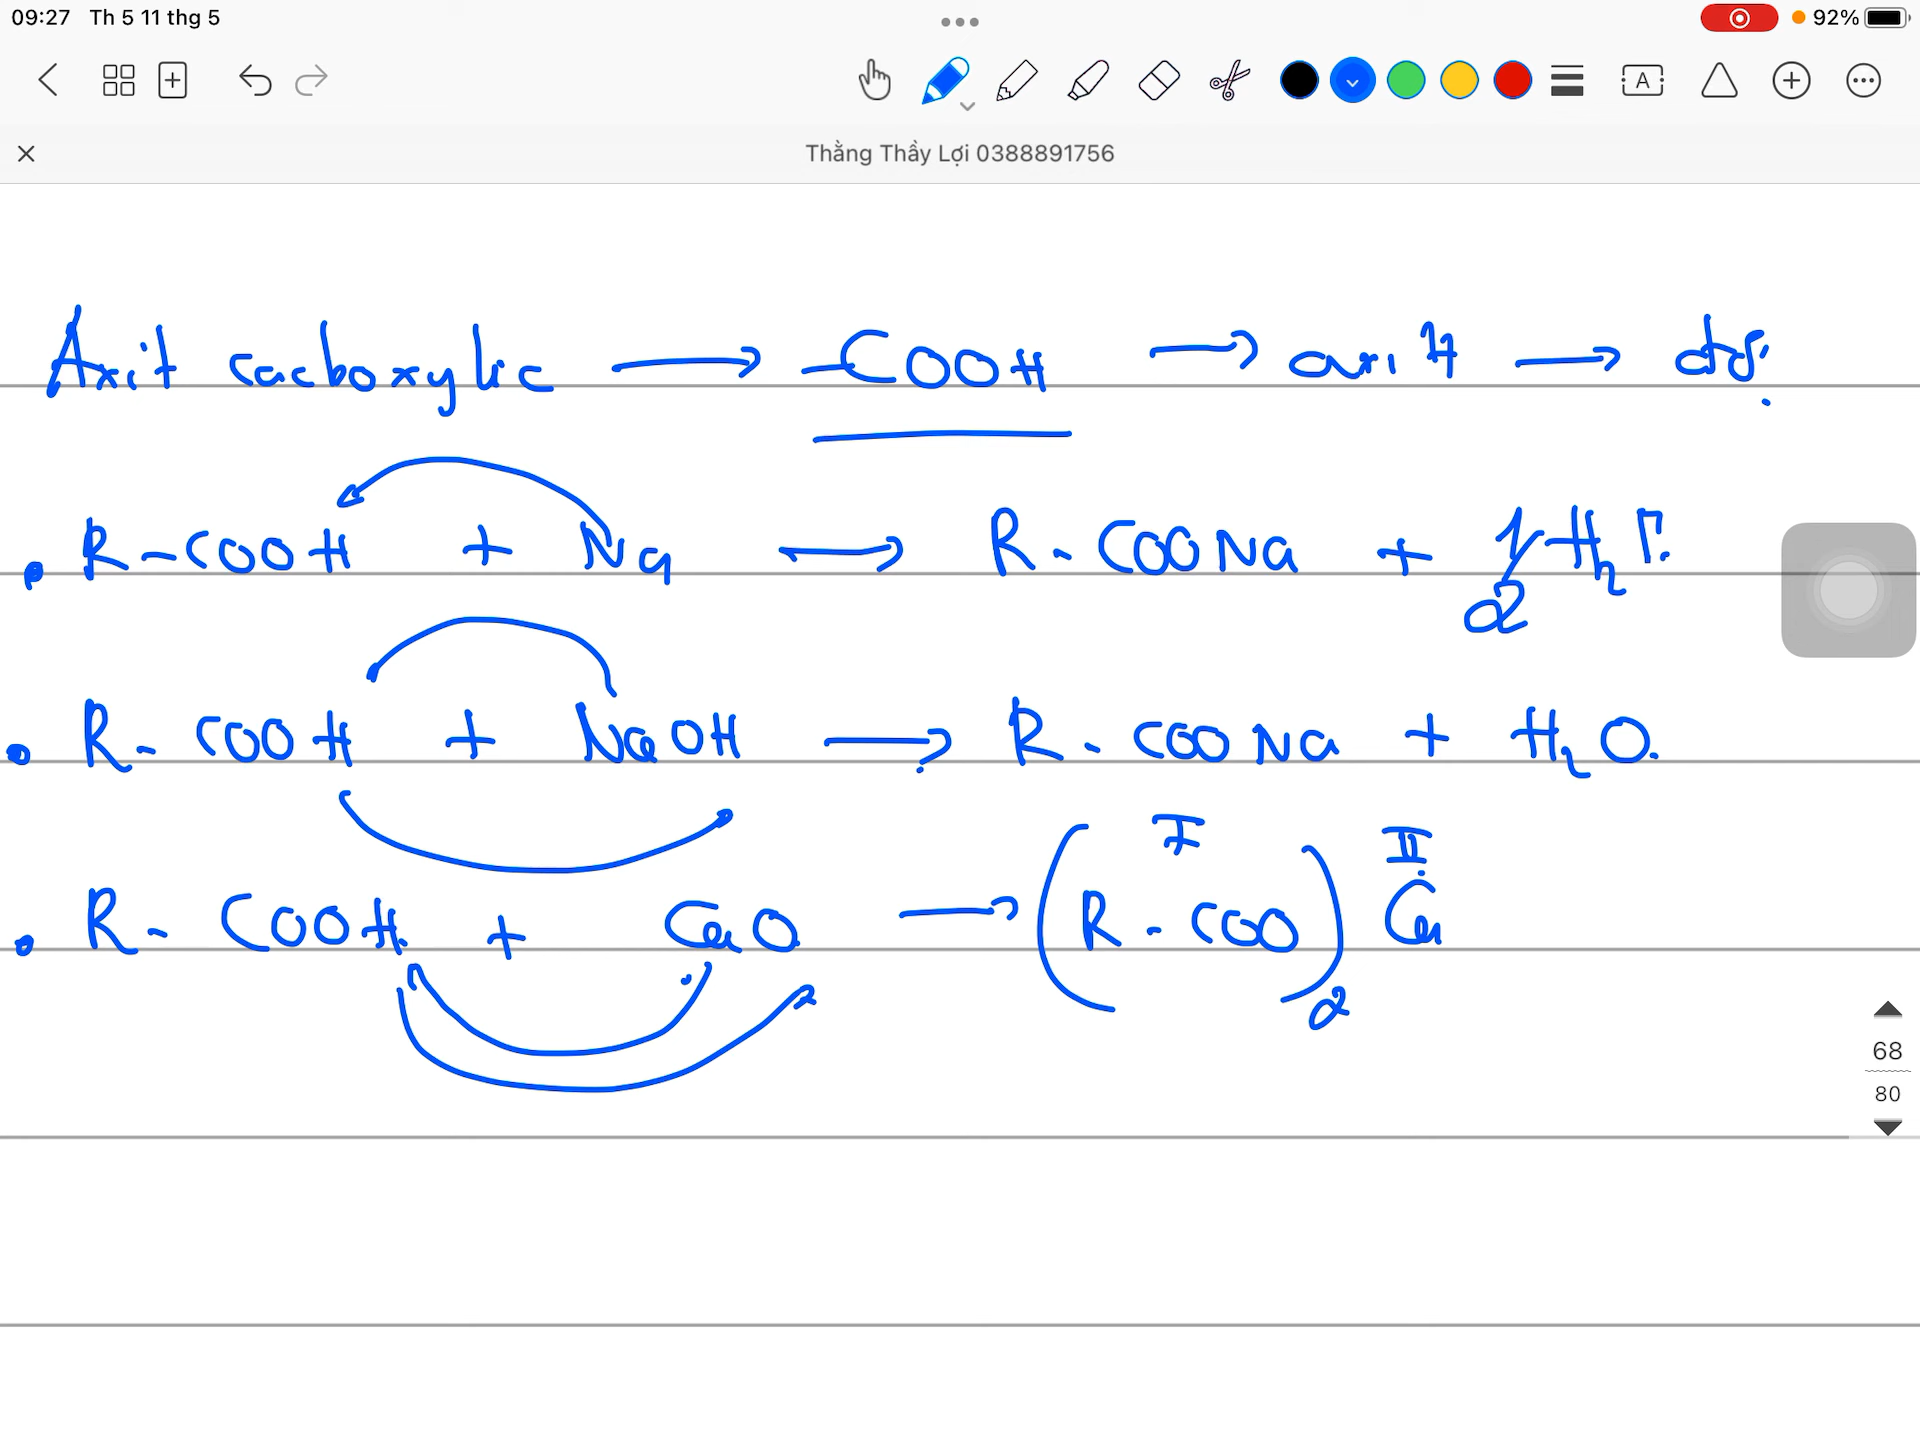 09:27 Th 5 11 thg 5 92%
A
Thằng Thầy Lợi 0388891756
Axit cacboxylic ⟶ -COOH ⟶ axit ⟶
• R-COOH + Na ⟶ R-COONa + 1/2 H₂↑.
• R-COOH + NaOH ⟶ R-COONa + H₂O.
I II
• R-COOH + CaO ⟶ (R-COO)₂ Ca
68
80